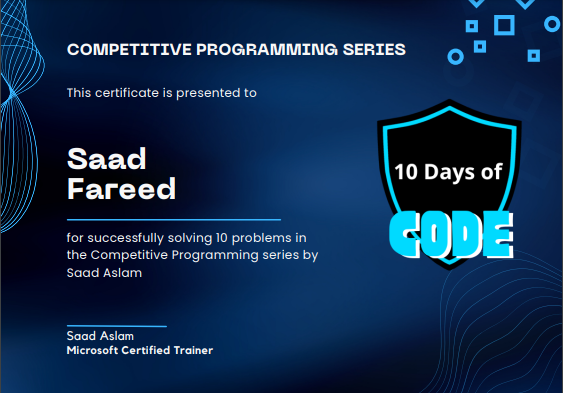 COMPETITIVE PROGRAMMING SERIES
This certificate is presented to
Saad
Fareed
for successfully solving 10 problems in
the Competitive Programming series by
Saad Aslam
Saad Aslam
Microsoft Certified Trainer
10 Days of
CODE